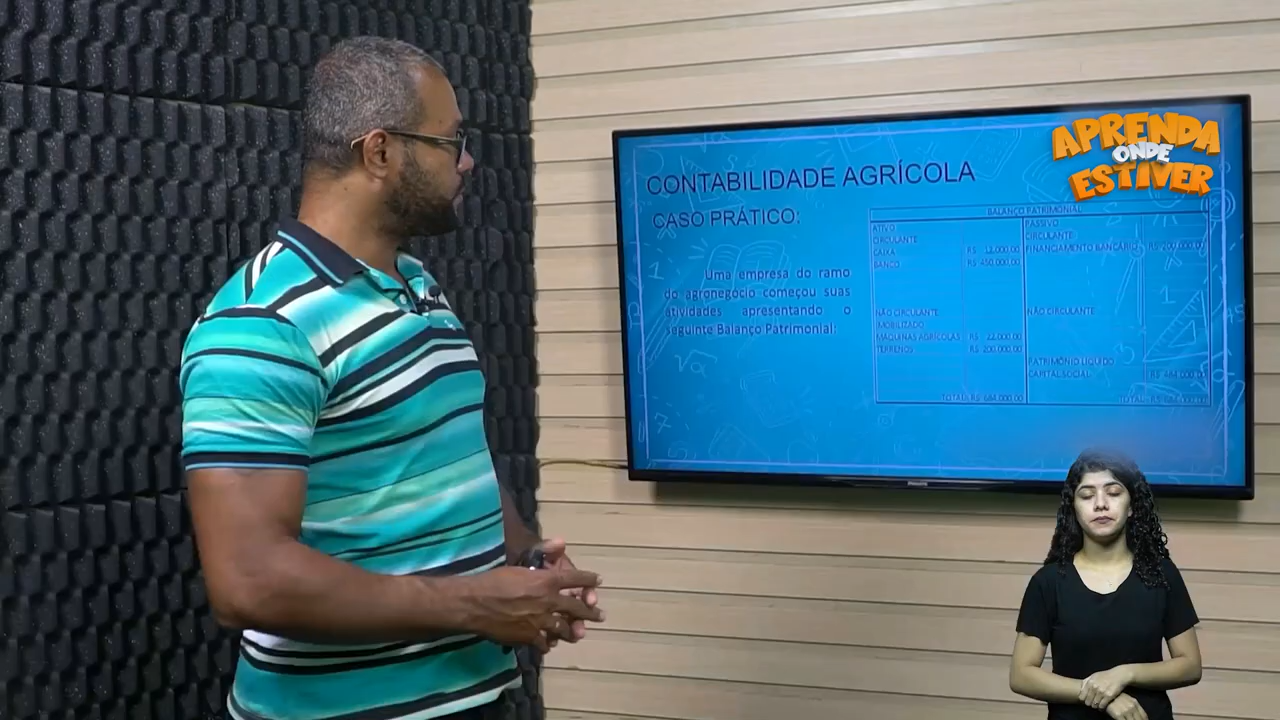 APRENDA
ONDE
ESTIVER
CONTABILIDADE AGRÍCOLA
CASO PRÁTICO:
Uma empresa do ramo
do agronegócio começou suas
atividades apresentando o
seguinte Balanço Patrimonial:
BALANÇO PATRIMONIAL
ATIVO PASSIVO
CIRCULANTE CIRCULANTE
CAIXA R$ 12.000,00 FINANCIAMENTO BANCÁRIO R$ 200.000,00
BANCO R$ 450.000,00
NÃO CIRCULANTE NÃO CIRCULANTE
IMOBILIZADO
MÁQUINAS AGRÍCOLAS R$ 22.000,00
TERRENOS R$ 200.000,00
PATRIMÔNIO LÍQUIDO
CAPITAL SOCIAL R$ 484.000,00
TOTAL: R$ 684.000,00 TOTAL: R$ 684.000,00